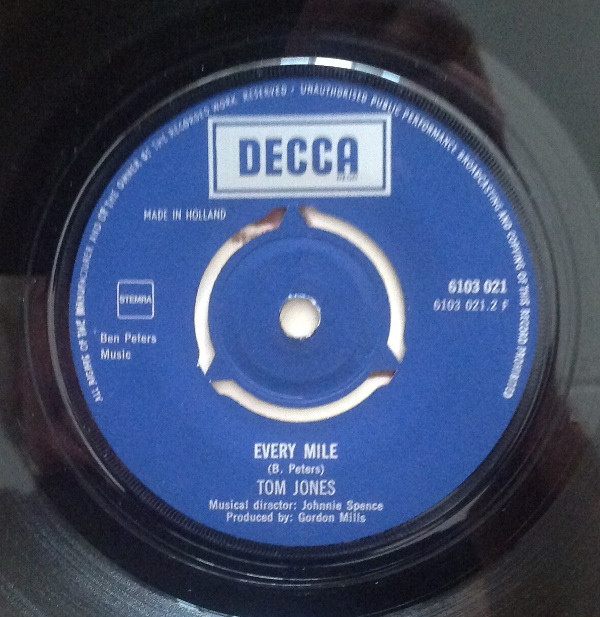 ALL RIGHTS OF THE MANUFACTURER AND OF THE OWNER OF THE RECORDED WORK RESERVED · UNAUTHORISED PUBLIC PERFORMANCE BROADCASTING AND COPYING OF THIS RECORD PROHIBITED
DECCA
MADE IN HOLLAND
6103 021
6103 021.2 F
STEMRA
Ben Peters
Music
EVERY MILE
(B. Peters)
TOM JONES
Musical director: Johnnie Spence
Produced by: Gordon Mills